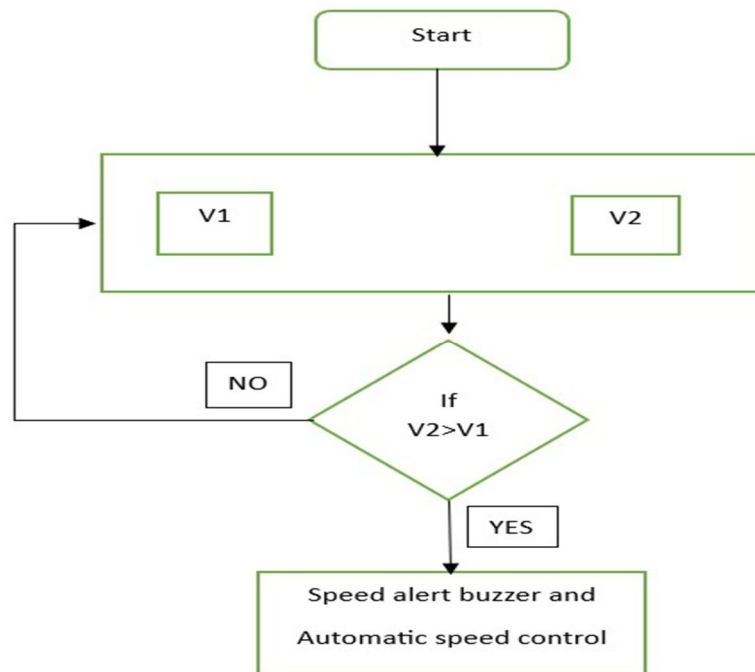 Start
V1
V2
NO
If
V2>V1
YES
Speed alert buzzer and
Automatic speed control